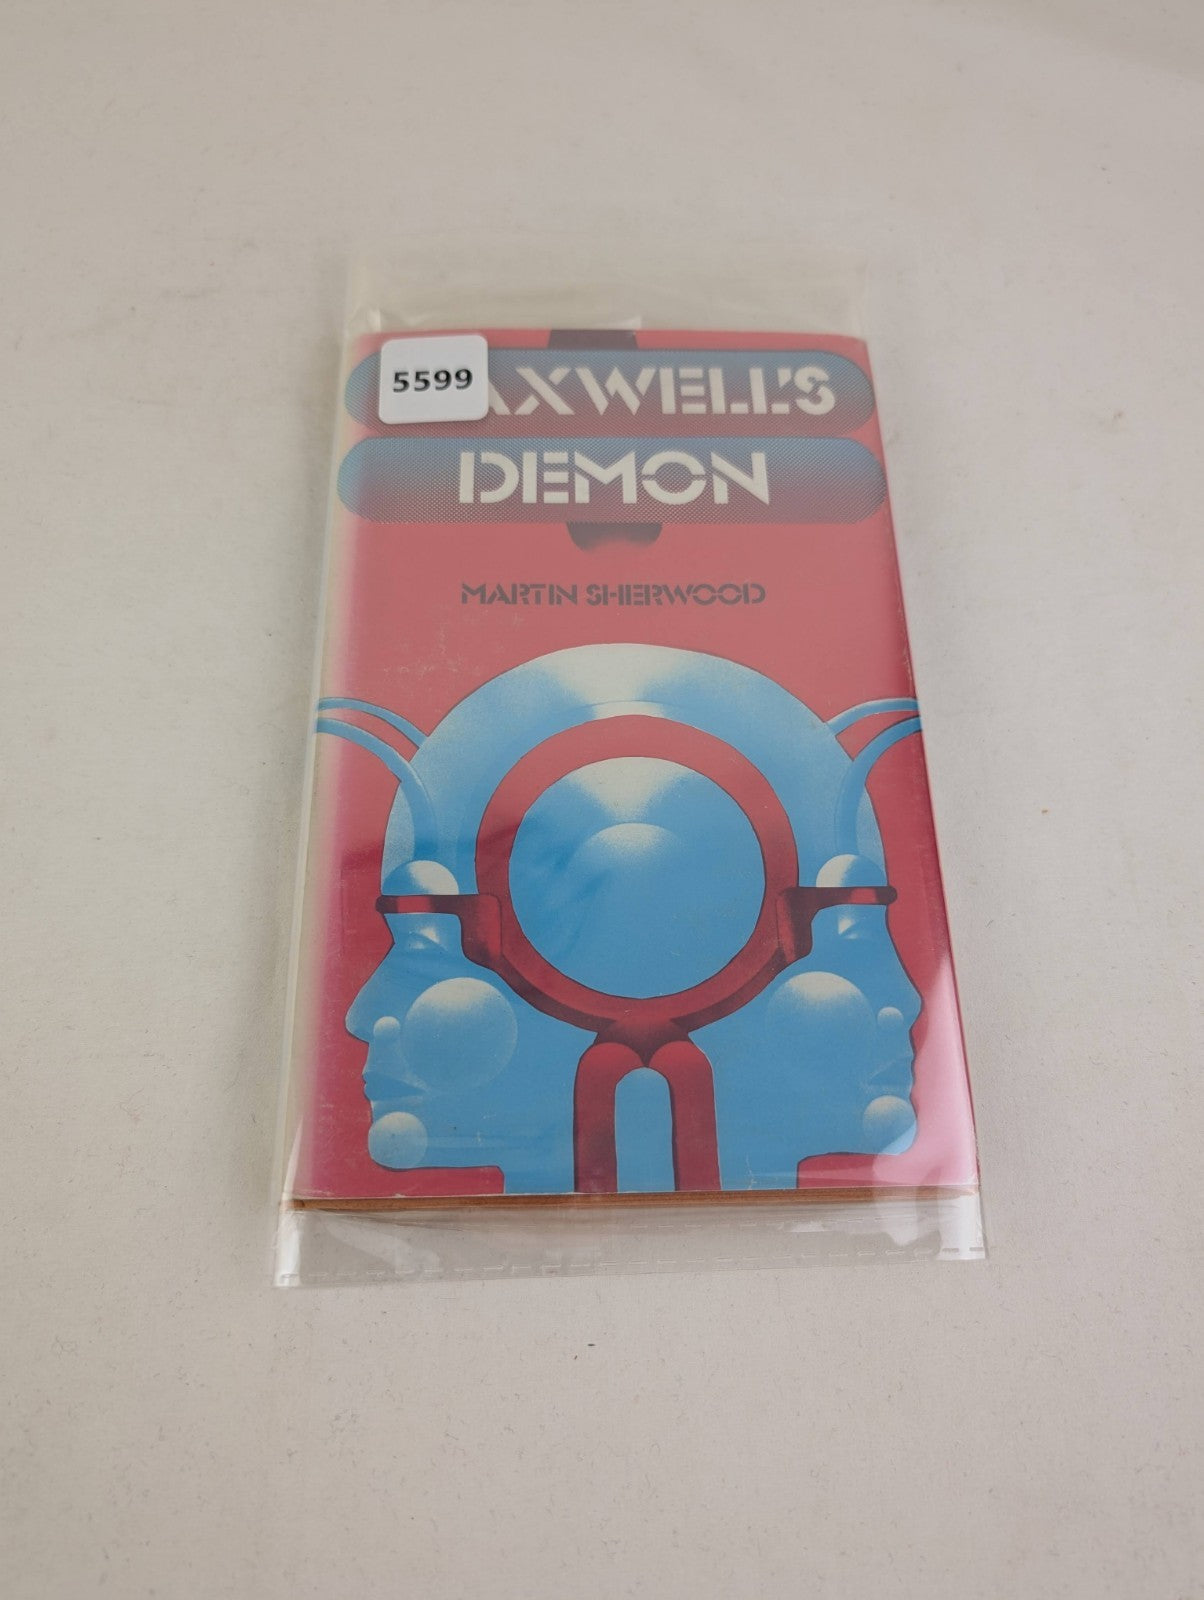 5599
AXWELL'S
DEMON
MARTIN SHERWOOD